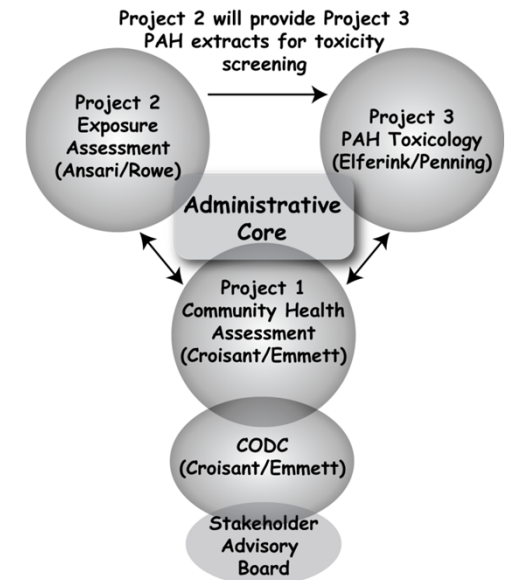 Project 2 will provide Project 3
PAH extracts for toxicity
screening
Project 2
Exposure
Assessment
(Ansari/Rowe)
Project 3
PAH Toxicology
(Elferink/Penning)
Administrative
Core
Project 1
Community Health
Assessment
(Croisant/Emmett)
CODC
(Croisant/Emmett)
Stakeholder
Advisory
Board